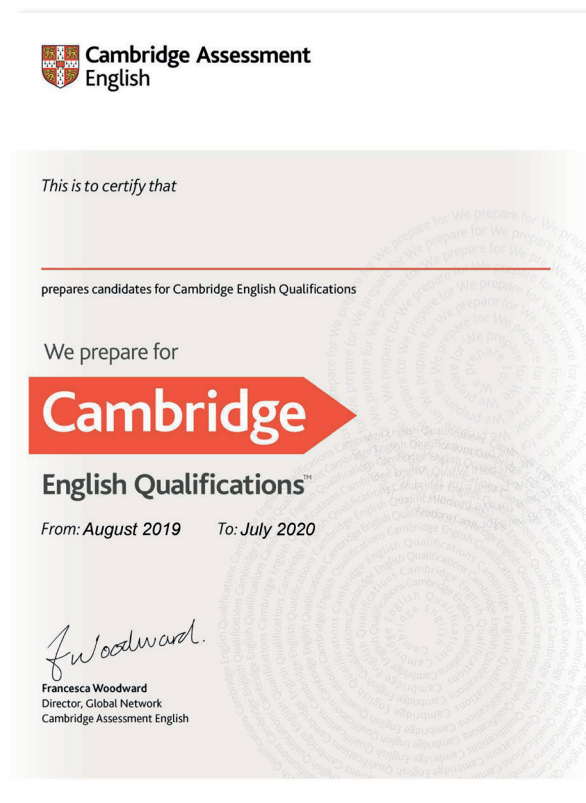 Cambridge Assessment
English
This is to certify that
prepares candidates for Cambridge English Qualifications
We prepare for
Cambridge
English Qualifications™
From: August 2019 To: July 2020
Francesca Woodward
Director, Global Network
Cambridge Assessment English